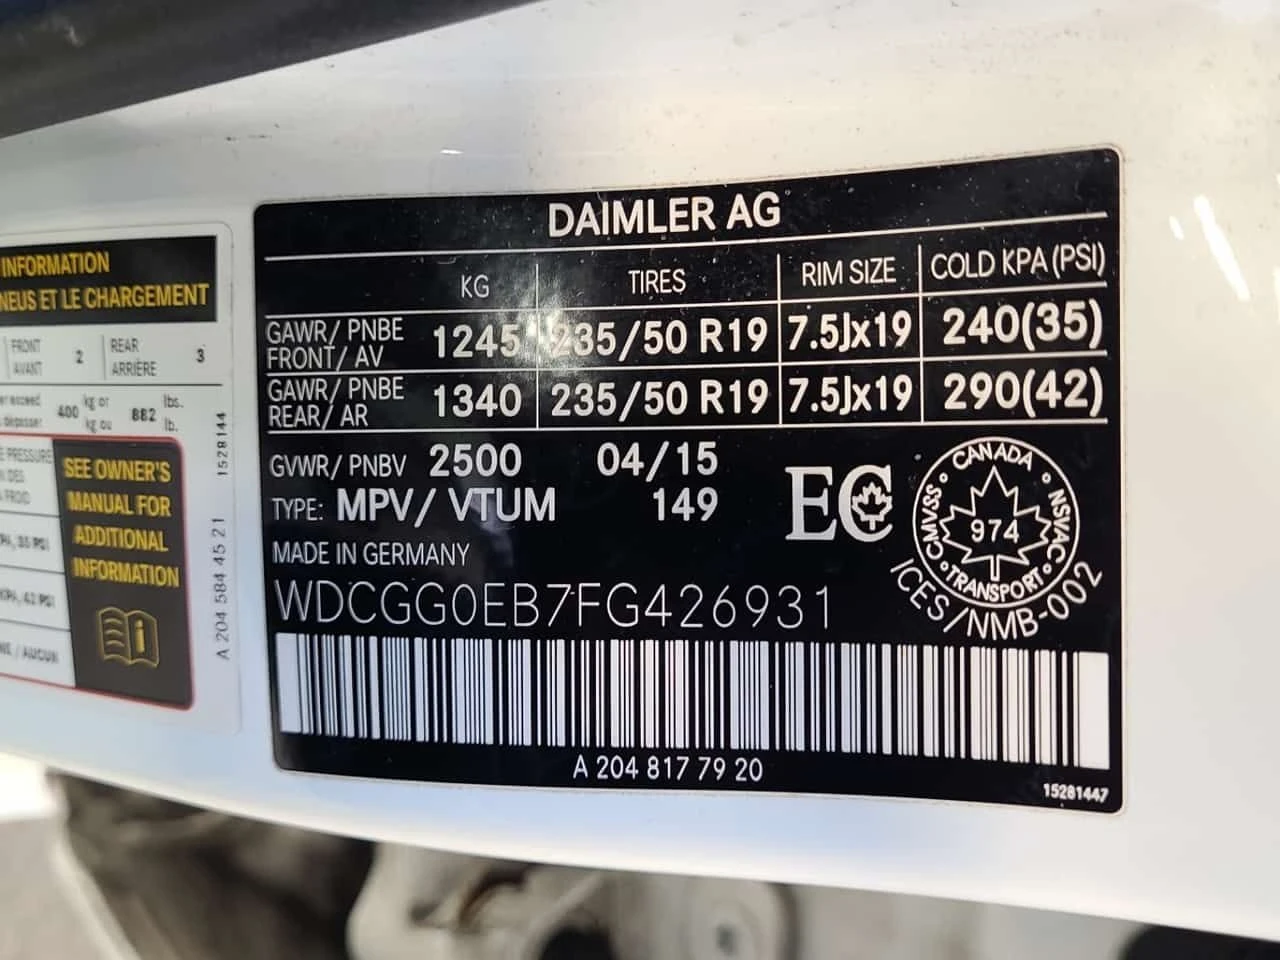 INFORMATION
NEUS ET LE CHARGEMENT
FRONT
AVANT
2
REAR
ARRIÈRE
3
kg or
kg ou
400
882
lbs.
lb.
PRESSURE
SEE OWNER'S
MANUAL FOR
ADDITIONAL
INFORMATION
/ AUCUN
A 204 584 45 21
1528144
DAIMLER AG
KG TIRES RIM SIZE COLD KPA (PSI)
GAWR/ PNBE
FRONT/ AV
1245 235/50 R19 7.5Jx19 240(35)
GAWR/ PNBE
REAR/ AR
1340 235/50 R19 7.5Jx19 290(42)
GVWR/ PNBV 2500 04/15
TYPE: MPV/ VTUM 149
MADE IN GERMANY
WDCGG0EB7FG426931
EC
CANADA
CMVSS
974
NSVAC
TRANSPORT
ICES/NMB-002
A 204 817 79 20
15281447